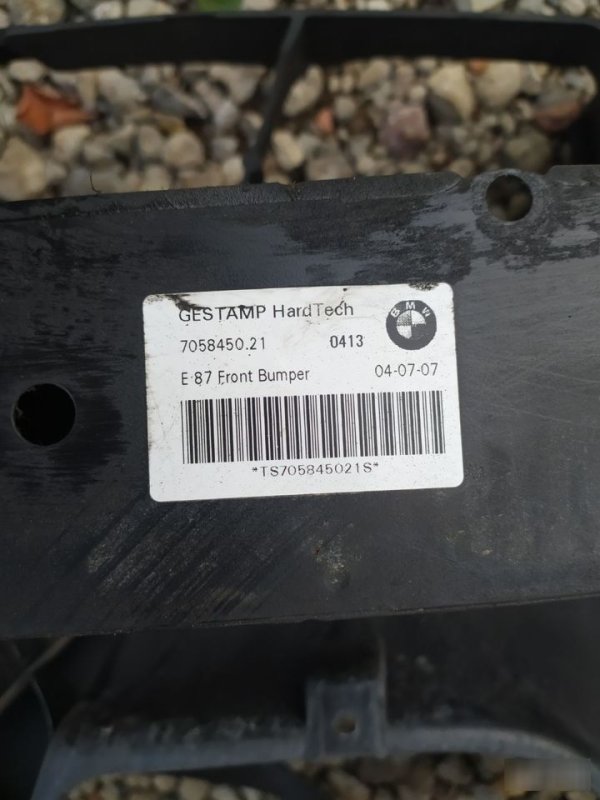 GESTAMP HardTech
BMW
7058450.21 0413
E 87 Front Bumper 04-07-07
*TS705845021S*